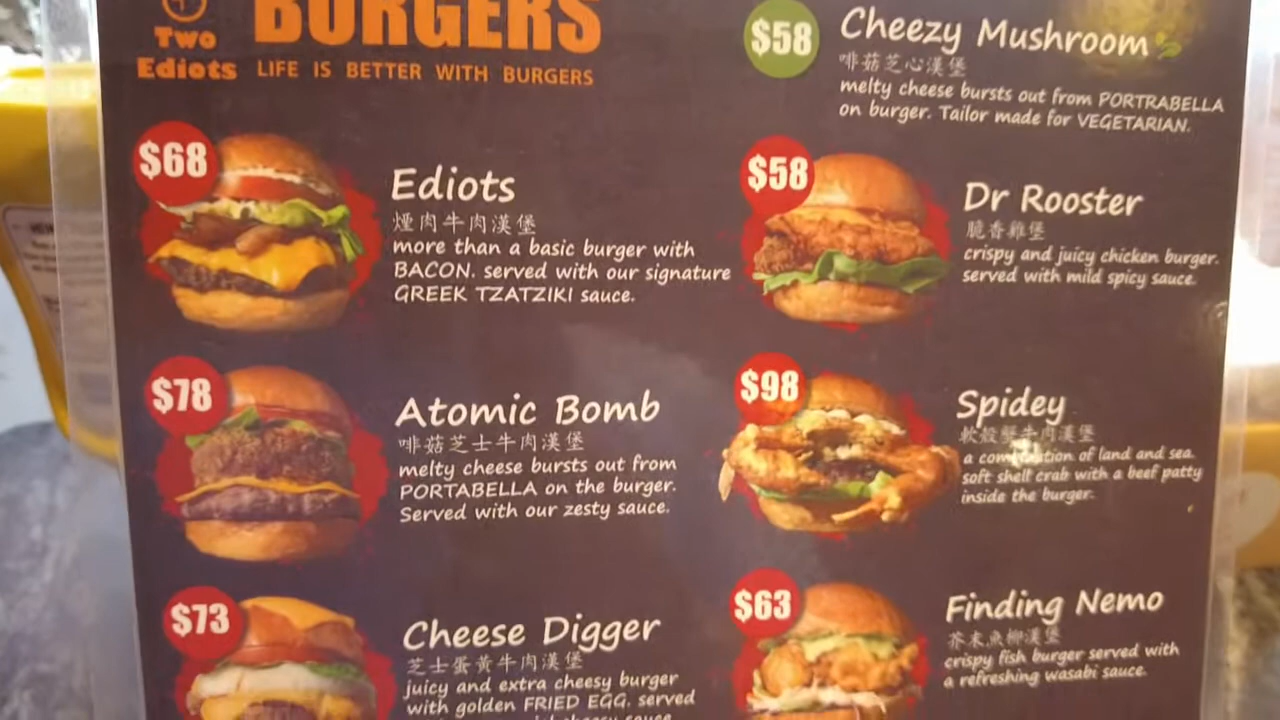 BURGERS
Two
Ediots
LIFE IS BETTER WITH BURGERS
$68
Ediots
煙肉牛肉漢堡
more than a basic burger with
BACON. served with our signature
GREEK TZATZIKI sauce.
$78
Atomic Bomb
啡菇芝士牛肉漢堡
melty cheese bursts out from
PORTABELLA on the burger.
Served with our zesty sauce.
$73
Cheese Digger
芝士蛋黃牛肉漢堡
juicy and extra cheesy burger
with golden FRIED EGG. served
cheesy sauce
$58
Cheezy Mushroom
啡菇芝心漢堡
melty cheese bursts out from PORTRABELLA
on burger. Tailor made for VEGETARIAN.
$58
Dr Rooster
脆香雞堡
crispy and juicy chicken burger.
served with mild spicy sauce.
$98
Spidey
軟殼蟹牛肉漢堡
a of land and sea.
soft shell crab with a beef patty
inside the burger.
$63
Finding Nemo
芥末魚柳漢堡
crispy fish burger served with
a refreshing wasabi sauce.